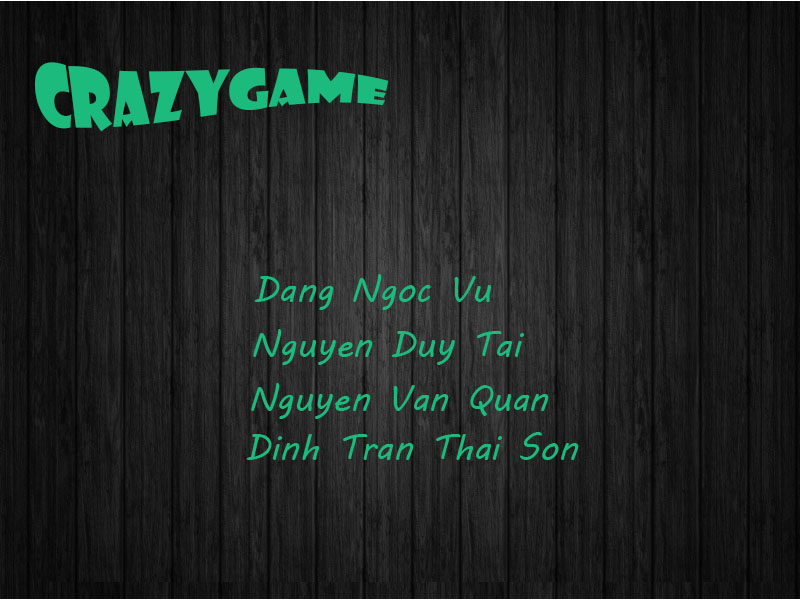 CRAZYGAME
Dang Ngoc Vu
Nguyen Duy Tai
Nguyen Van Quan
Dinh Tran Thai Son